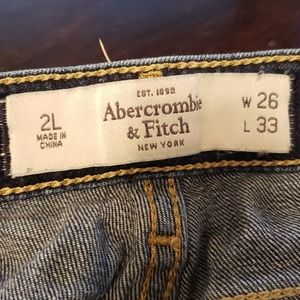 2L
MADE IN
CHINA
EST. 1892
Abercrombie
& Fitch
NEW YORK
W 26
L 33